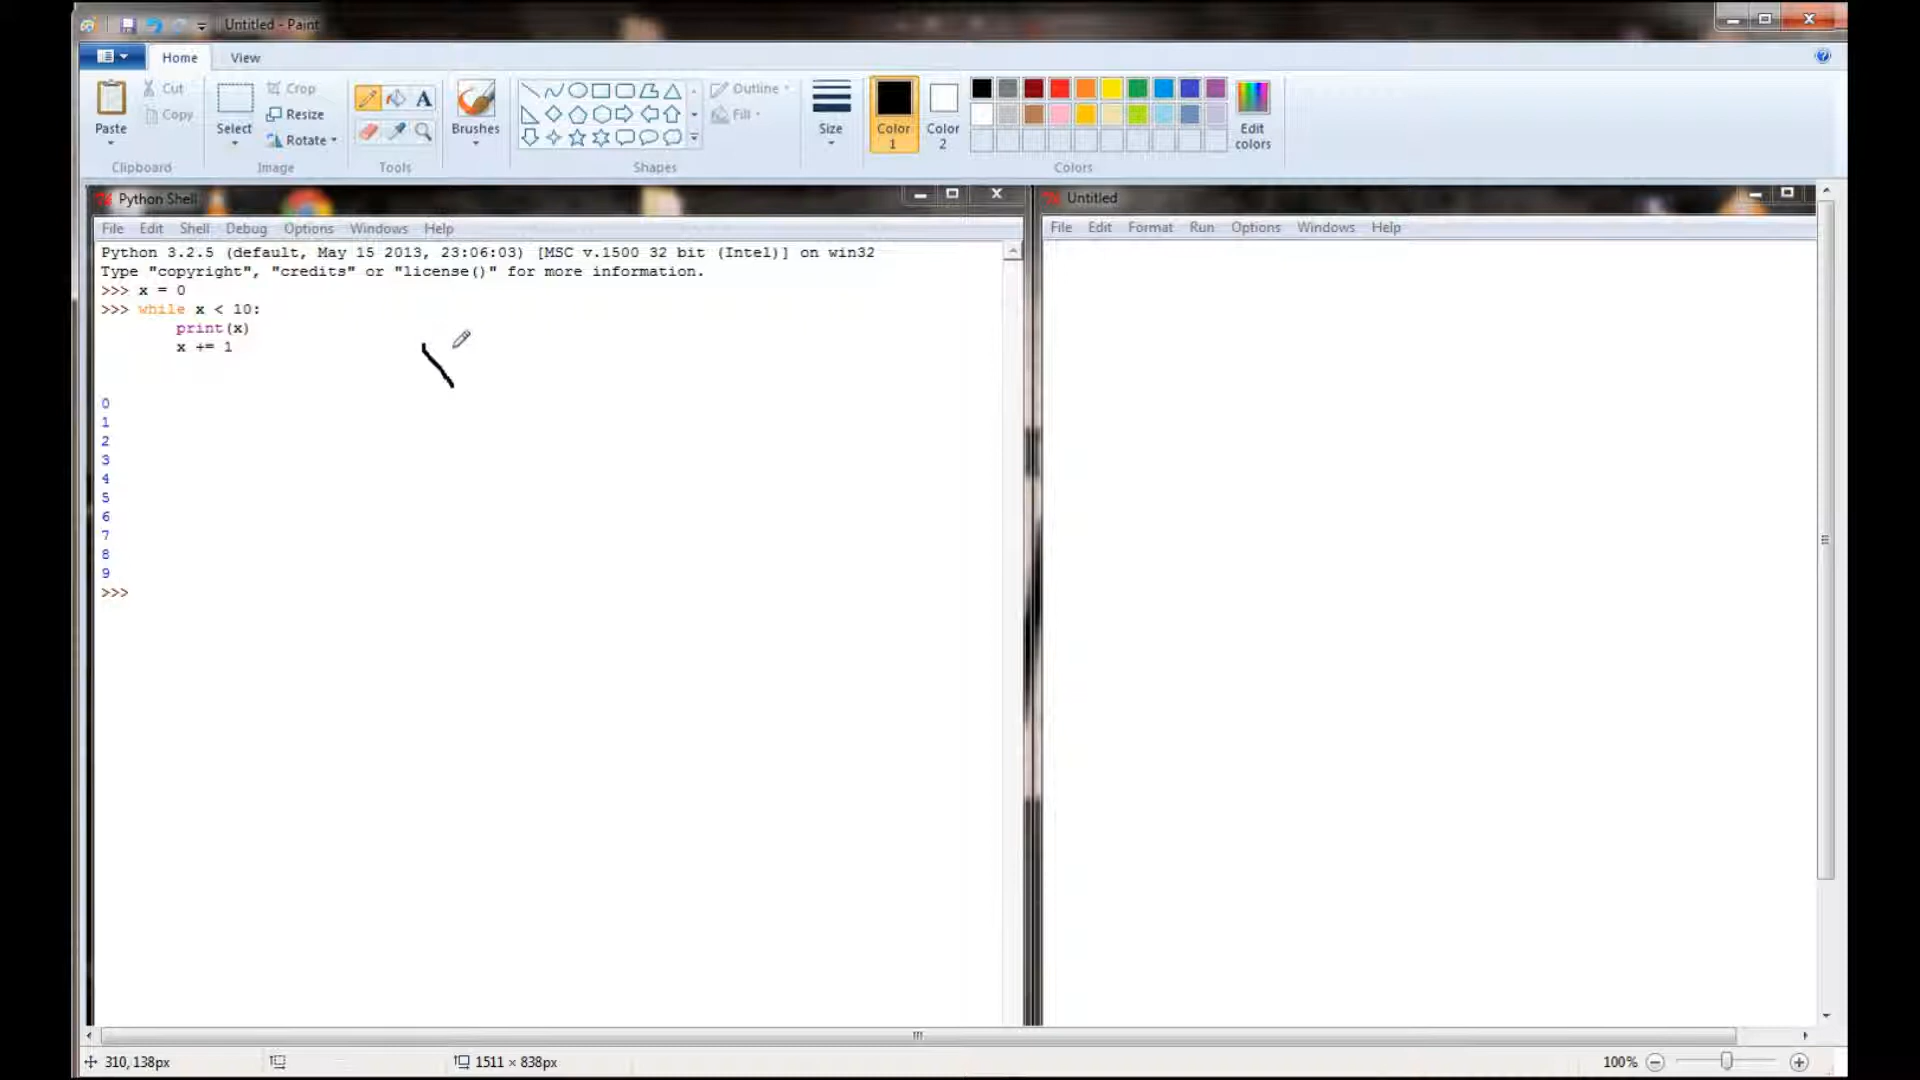 Untitled - Paint
Home View
Paste Cut Copy Select Crop Resize Rotate Brushes Outline Fill Size Color 1 Color 2 Edit colors
Clipboard Image Tools Shapes Colors
Python Shell
File Edit Shell Debug Options Windows Help
Python 3.2.5 (default, May 15 2013, 23:06:03) [MSC v.1500 32 bit (Intel)] on win32
Type "copyright", "credits" or "license()" for more information.
>>> x = 0
>>> while x < 10:
print(x)
x += 1
0
1
2
3
4
5
6
7
8
9
>>>
Untitled
File Edit Format Run Options Windows Help
310, 138px 1511 × 838px 100%